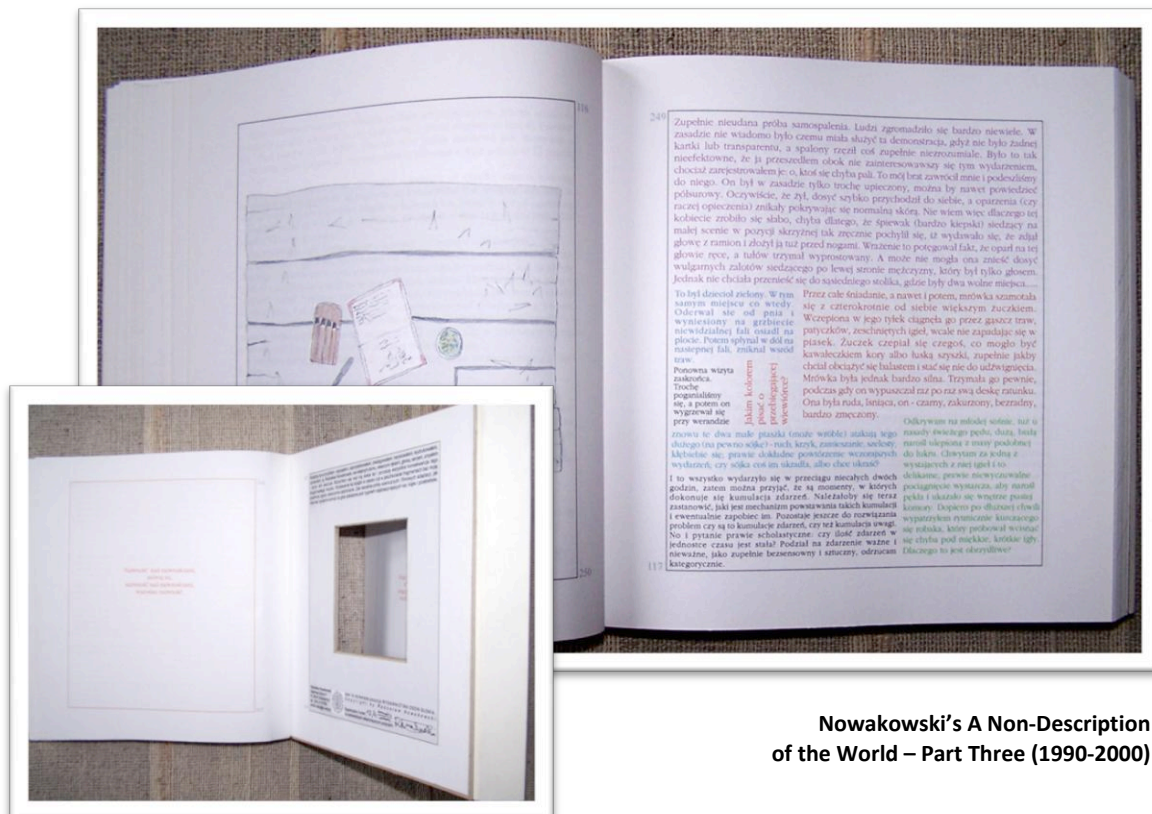 116
249
Zupełnie nieudana próba samospalenia. Ludzi zgromadziło się bardzo niewiele. W
zasadzie nie wiadomo było czemu miała służyć ta demonstracja, gdyż nie było żadnej
kartki lub transparentu, a spalony rzęził coś zupełnie niezrozumiale. Było to tak
nieefektowne, że ja przeszedłem obok nie zainteresowawszy się tym wydarzeniem,
chociaż zarejestrowałem je: o, ktoś się chyba pali. To mój brat zawrócił mnie i podeszliśmy
do niego. On był w zasadzie tylko trochę upieczony, można by nawet powiedzieć
półsurowy. Oczywiście, że żył, dosyć szybko przychodził do siebie, a oparzenia (czy
raczej opieczenia) znikały pokrywając się normalną skórą. Nie wiem więc dlaczego tej
kobiecie zrobiło się słabo, chyba dlatego, że śpiewak (bardzo kiepski) siedzący na
małej scenie w pozycji skrzyżnej tak zręcznie pochylił się, iż wydawało się, że zdjął
głowę z ramion i złożył ją tuż przed nogami. Wrażenie to potęgował fakt, że oparł na tej
głowie ręce, a tułów trzymał wyprostowany. A może nie mogła ona znieść dosyć
wulgarnych zalotów siedzącego po lewej stronie mężczyzny, który był tylko głosem.
Jednak nie chciała przenieść się do sąsiedniego stolika, gdzie były dwa wolne miejsca....
To był dzięcioł zielony. W tym
samym miejscu co wtedy.
Oderwał się od pnia i
wyniesiony na grzbiecie
niewidzialnej fali osiadł na
płocie. Potem spłynął w dół na
następnej fali, zniknął wśród
traw.
Ponowna wizyta
zaskrońca.
Trochę
poginialiśmy
się, a potem on
wygrzewał się
przy werandzie
Jakim kolorem
pisać o
przebiegającej
wiewiórce?
Przez całe śniadanie, a nawet i potem, mrówka szamotała
się z czterokrotnie od siebie większym żuczkiem.
Wczepiona w jego tyłek ciągnęła go przez gąszcz traw,
patyczków, zeschniętych igieł, wcale nie zapadając się w
piasek. Żuczek czepiał się czegoś, co mogło być
kawałeczkiem kory albo łuską szyszki, zupełnie jakby
chciał obciążyć się balastem i stać się nie do udźwignięcia.
Mrówka była jednak bardzo silna. Trzymała go pewnie,
podczas gdy on wypuszczał raz po raz swą deskę ratunku.
Ona była ruda, lśniąca, on - czarny, zakurzony, bezradny,
bardzo zmęczony.
znowu te dwa małe ptaszki (może wróble) atakują tego
dużego (na pewno sójkę? - ruch, krzyk, zamieszanie, szelesty,
kłębienie się, prawie dokładne powtórzenie wczorajszych
wydarzeń; czy sójka coś im ukradła, albo chce ukraść?
Odkrywam na młodej sośnie, tuż u
nasady świeżego pędu, dużą, białą
narośl ulepioną z masy podobnej
do lukru. Chwytam za jedną z
wystających z niej igieł i to
delikatne, prawie niewyczuwalne
pociągnięcie wystarcza, aby narośl
pękła i ukazało się wnętrze pustej
komory. Dopiero po dłuższej chwili
wypatrzyłem rytmicznie kurczącego
się robaka, który próbował wcisnąć
się chyba pod miękkie, krótkie igły.
Dlaczego to jest obrzydliwe?
I to wszystko wydarzyło się w przeciągu niecałych dwóch
godzin, zatem można przyjąć, że są momenty, w których
dokonuje się kumulacja zdarzeń. Należałoby się teraz
zastanowić, jaki jest mechanizm powstawania takich kumulacji
i ewentualnie zapobiec im. Pozostaje jeszcze do rozwiązania
problem czy są to kumulacje zdarzeń, czy też kumulacja uwagi.
No i pytanie prawie scholastyczne: czy ilość zdarzeń w
jednostce czasu jest stała? Podział na zdarzenie ważne i
nieważne, jako zupełnie bezsensowny i sztuczny, odrzucam
kategorycznie.
250
117
Nowakowski's A Non-Description
of the World – Part Three (1990-2000)